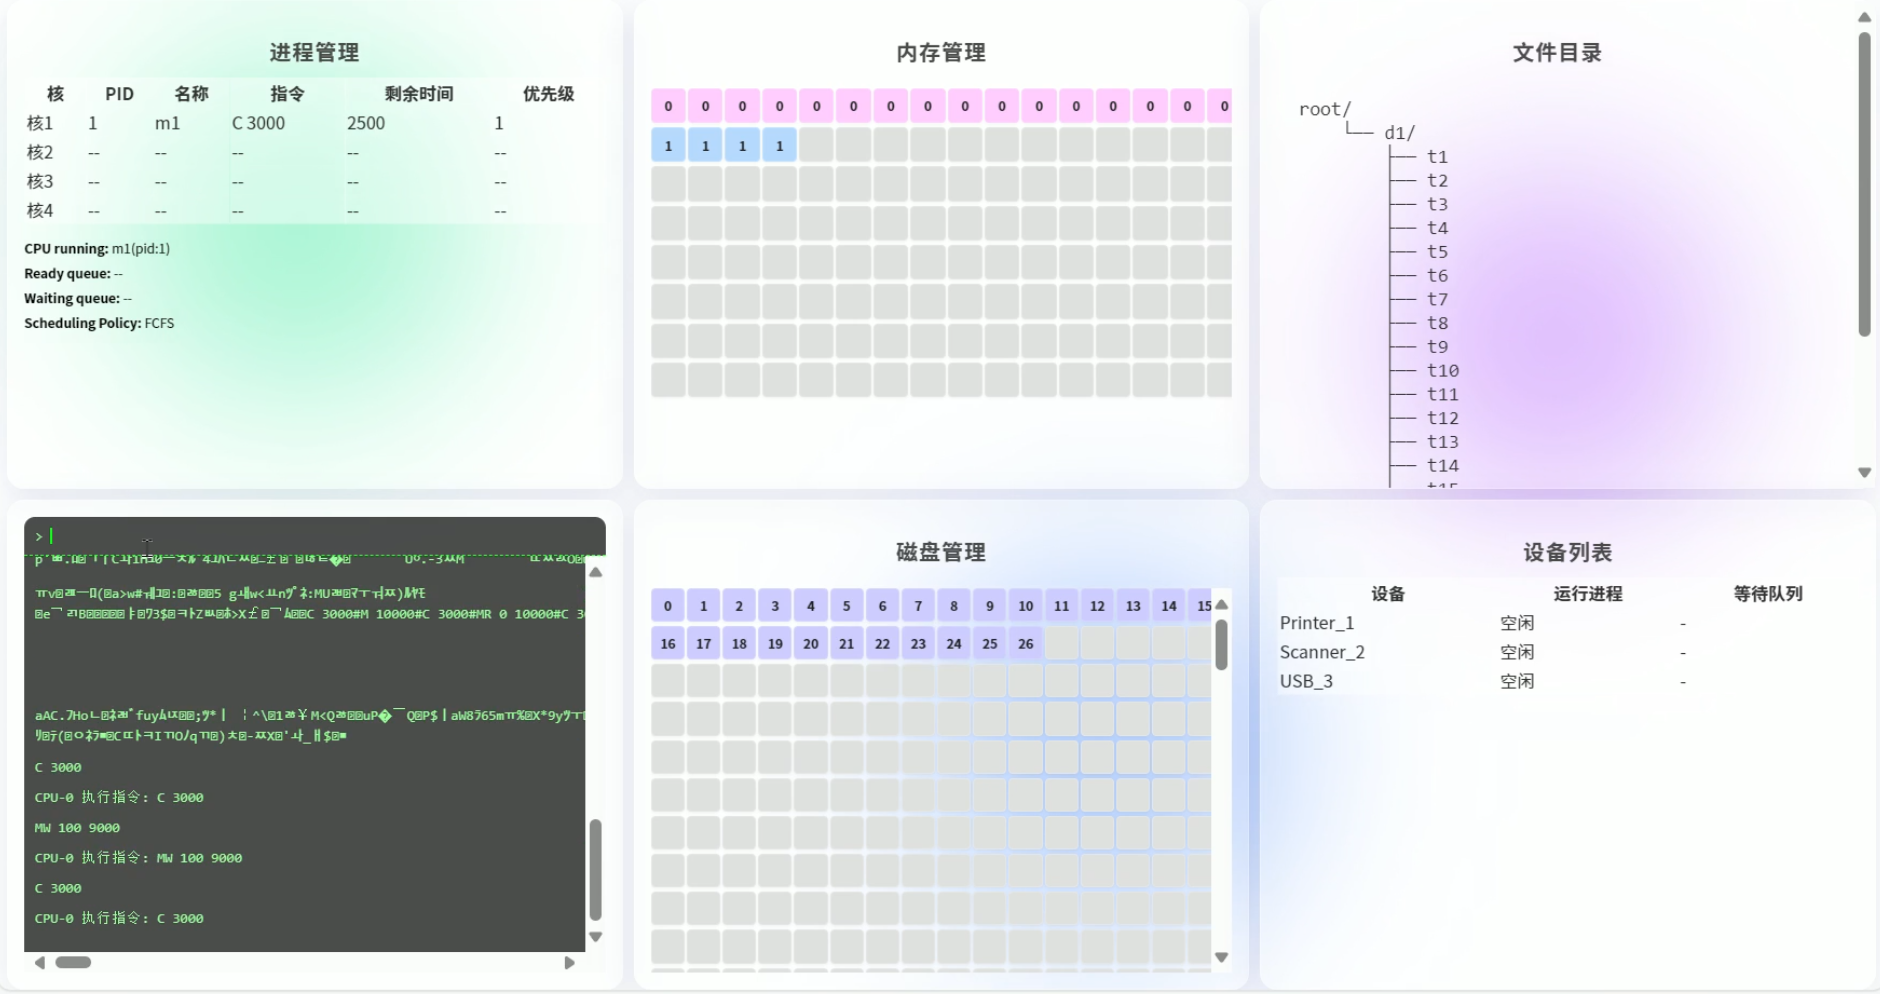 进程管理
核 PID 名称 指令 剩余时间 优先级
核1 1 m1 C 3000 2500 1
核2 -- -- -- -- --
核3 -- -- -- -- --
核4 -- -- -- -- --
CPU running: m1(pid:1)
Ready queue: --
Waiting queue: --
Scheduling Policy: FCFS
内存管理
0 0 0 0 0 0 0 0 0 0 0 0 0 0 0 0
1 1 1 1
文件目录
root/
└── d1/
├── t1
├── t2
├── t3
├── t4
├── t5
├── t6
├── t7
├── t8
├── t9
├── t10
├── t11
├── t12
├── t13
├── t14
>
C 3000#M 10000#C 3000#MR 0 10000#C
C 3000
CPU-0 执行指令: C 3000
MW 100 9000
CPU-0 执行指令: MW 100 9000
C 3000
CPU-0 执行指令: C 3000
磁盘管理
0 1 2 3 4 5 6 7 8 9 10 11 12 13 14 15
16 17 18 19 20 21 22 23 24 25 26
设备列表
设备 运行进程 等待队列
Printer_1 空闲 -
Scanner_2 空闲 -
USB_3 空闲 -